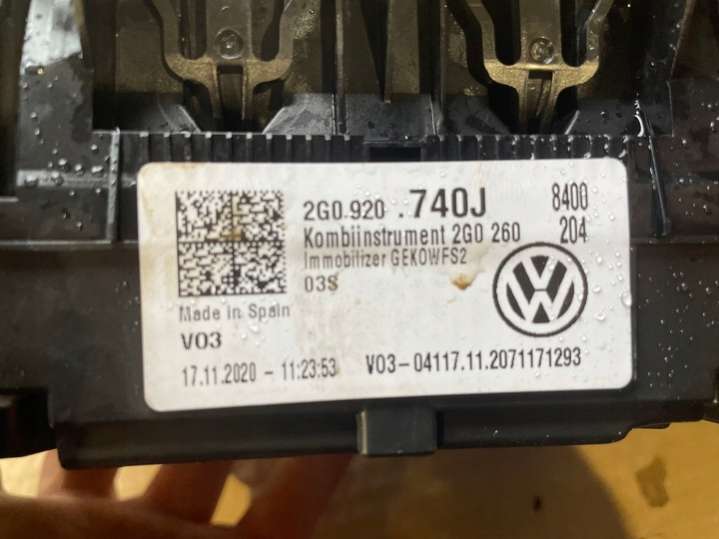 2G0.920 .740J 8400
Kombiinstrument 2G0 260 204
Immobilizer GEKOWFS2
03S
Made in Spain
V03
17.11.2020 - 11:23:53 V03-04117.11.2071171293